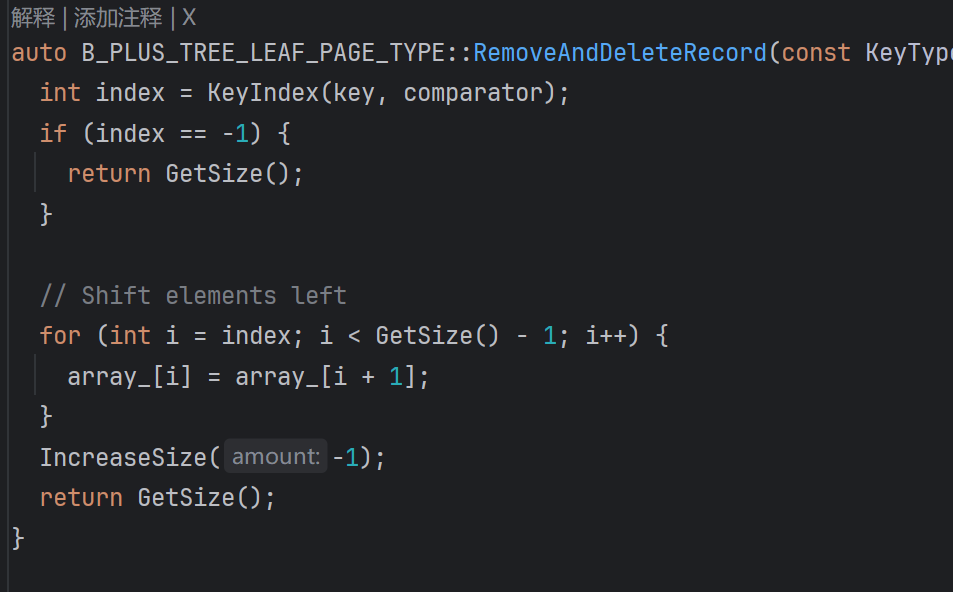 解释 | 添加注释 | X
auto B_PLUS_TREE_LEAF_PAGE_TYPE::RemoveAndDeleteRecord(const KeyType
int index = KeyIndex(key, comparator);
if (index == -1) {
return GetSize();
}
// Shift elements left
for (int i = index; i < GetSize() - 1; i++) {
array_[i] = array_[i + 1];
}
IncreaseSize( amount: -1);
return GetSize();
}